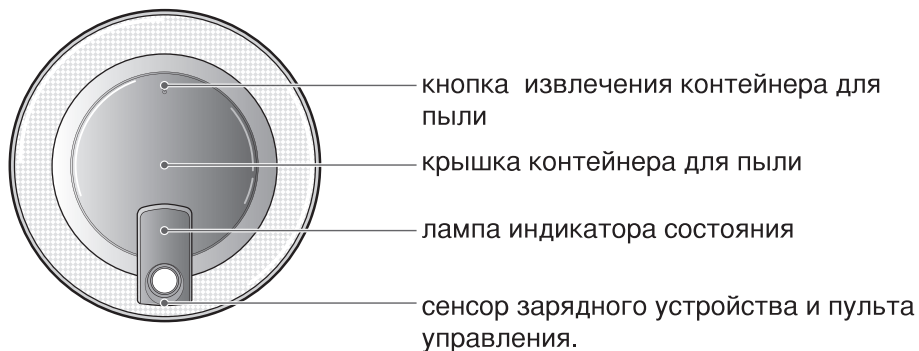 кнопка  извлечения контейнера для
пыли
крышка контейнера для пыли
лампа индикатора состояния
сенсор зарядного устройства и пульта
управления.